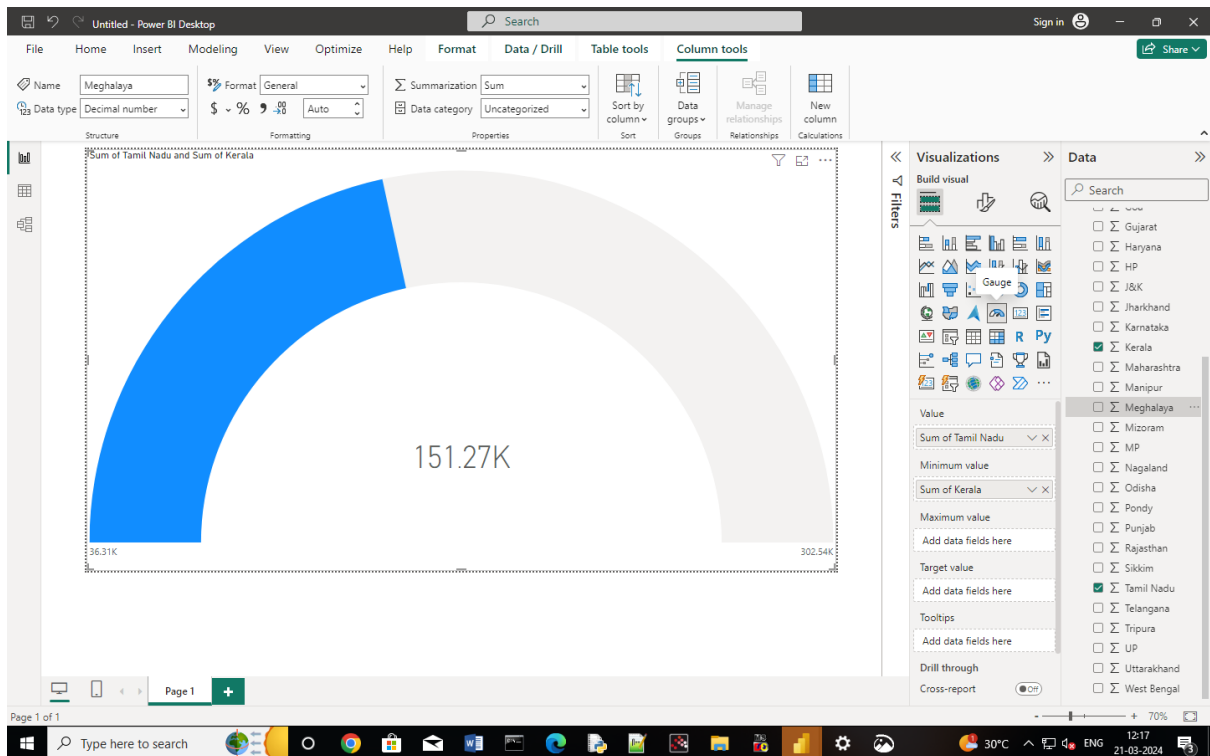 Untitled - Power BI Desktop
Search
Sign in
File Home Insert Modeling View Optimize Help Format Data / Drill Table tools Column tools
Share
Name Meghalaya
$% Format General
Summarization Sum
Data type Decimal number
$ % Auto
Data category Uncategorized
Sort by column
Data groups
Manage relationships
New column
Structure Formatting Properties Sort Groups Relationships Calculations
Sum of Tamil Nadu and Sum of Kerala
151.27K
36.31K
302.54K
Filters
Visualizations
Build visual
Gauge
R Py
123
Value
Sum of Tamil Nadu
Minimum value
Sum of Kerala
Maximum value
Add data fields here
Target value
Add data fields here
Tooltips
Add data fields here
Drill through
Cross-report Off
Data
Search
Goa
Gujarat
Haryana
HP
J&K
Jharkhand
Karnataka
Kerala
Maharashtra
Manipur
Meghalaya
Mizoram
MP
Nagaland
Odisha
Pondy
Punjab
Rajasthan
Sikkim
Tamil Nadu
Telangana
Tripura
UP
Uttarakhand
West Bengal
Page 1
Page 1 of 1
70%
Type here to search
30°C
ENG
12:17
21-03-2024
3